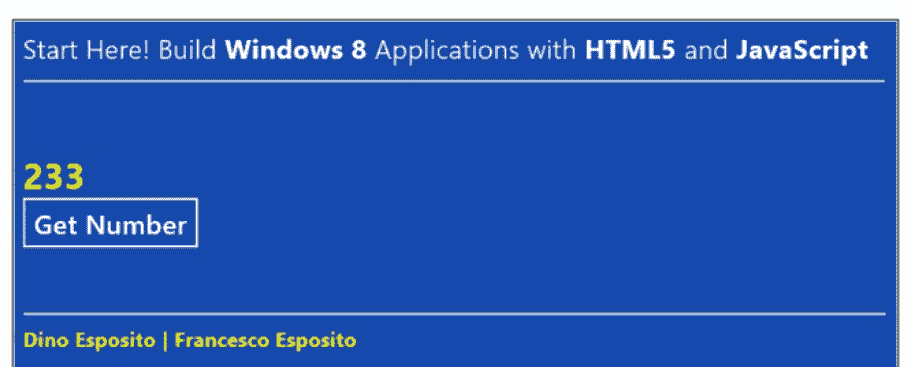 Start Here! Build Windows 8 Applications with HTML5 and JavaScript
233
Get Number
Dino Esposito | Francesco Esposito